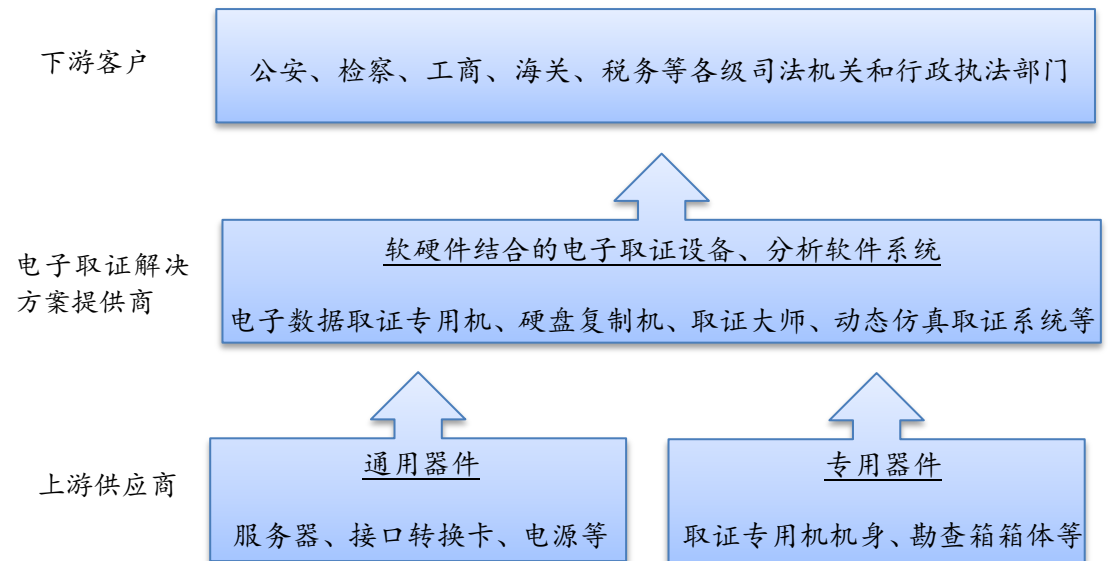 下游客户
公安、检察、工商、海关、税务等各级司法机关和行政执法部门
电子取证解决
方案提供商
软硬件结合的电子取证设备、分析软件系统
电子数据取证专用机、硬盘复制机、取证大师、动态仿真取证系统等
上游供应商
通用器件
服务器、接口转换卡、电源等
专用器件
取证专用机机身、勘查箱箱体等